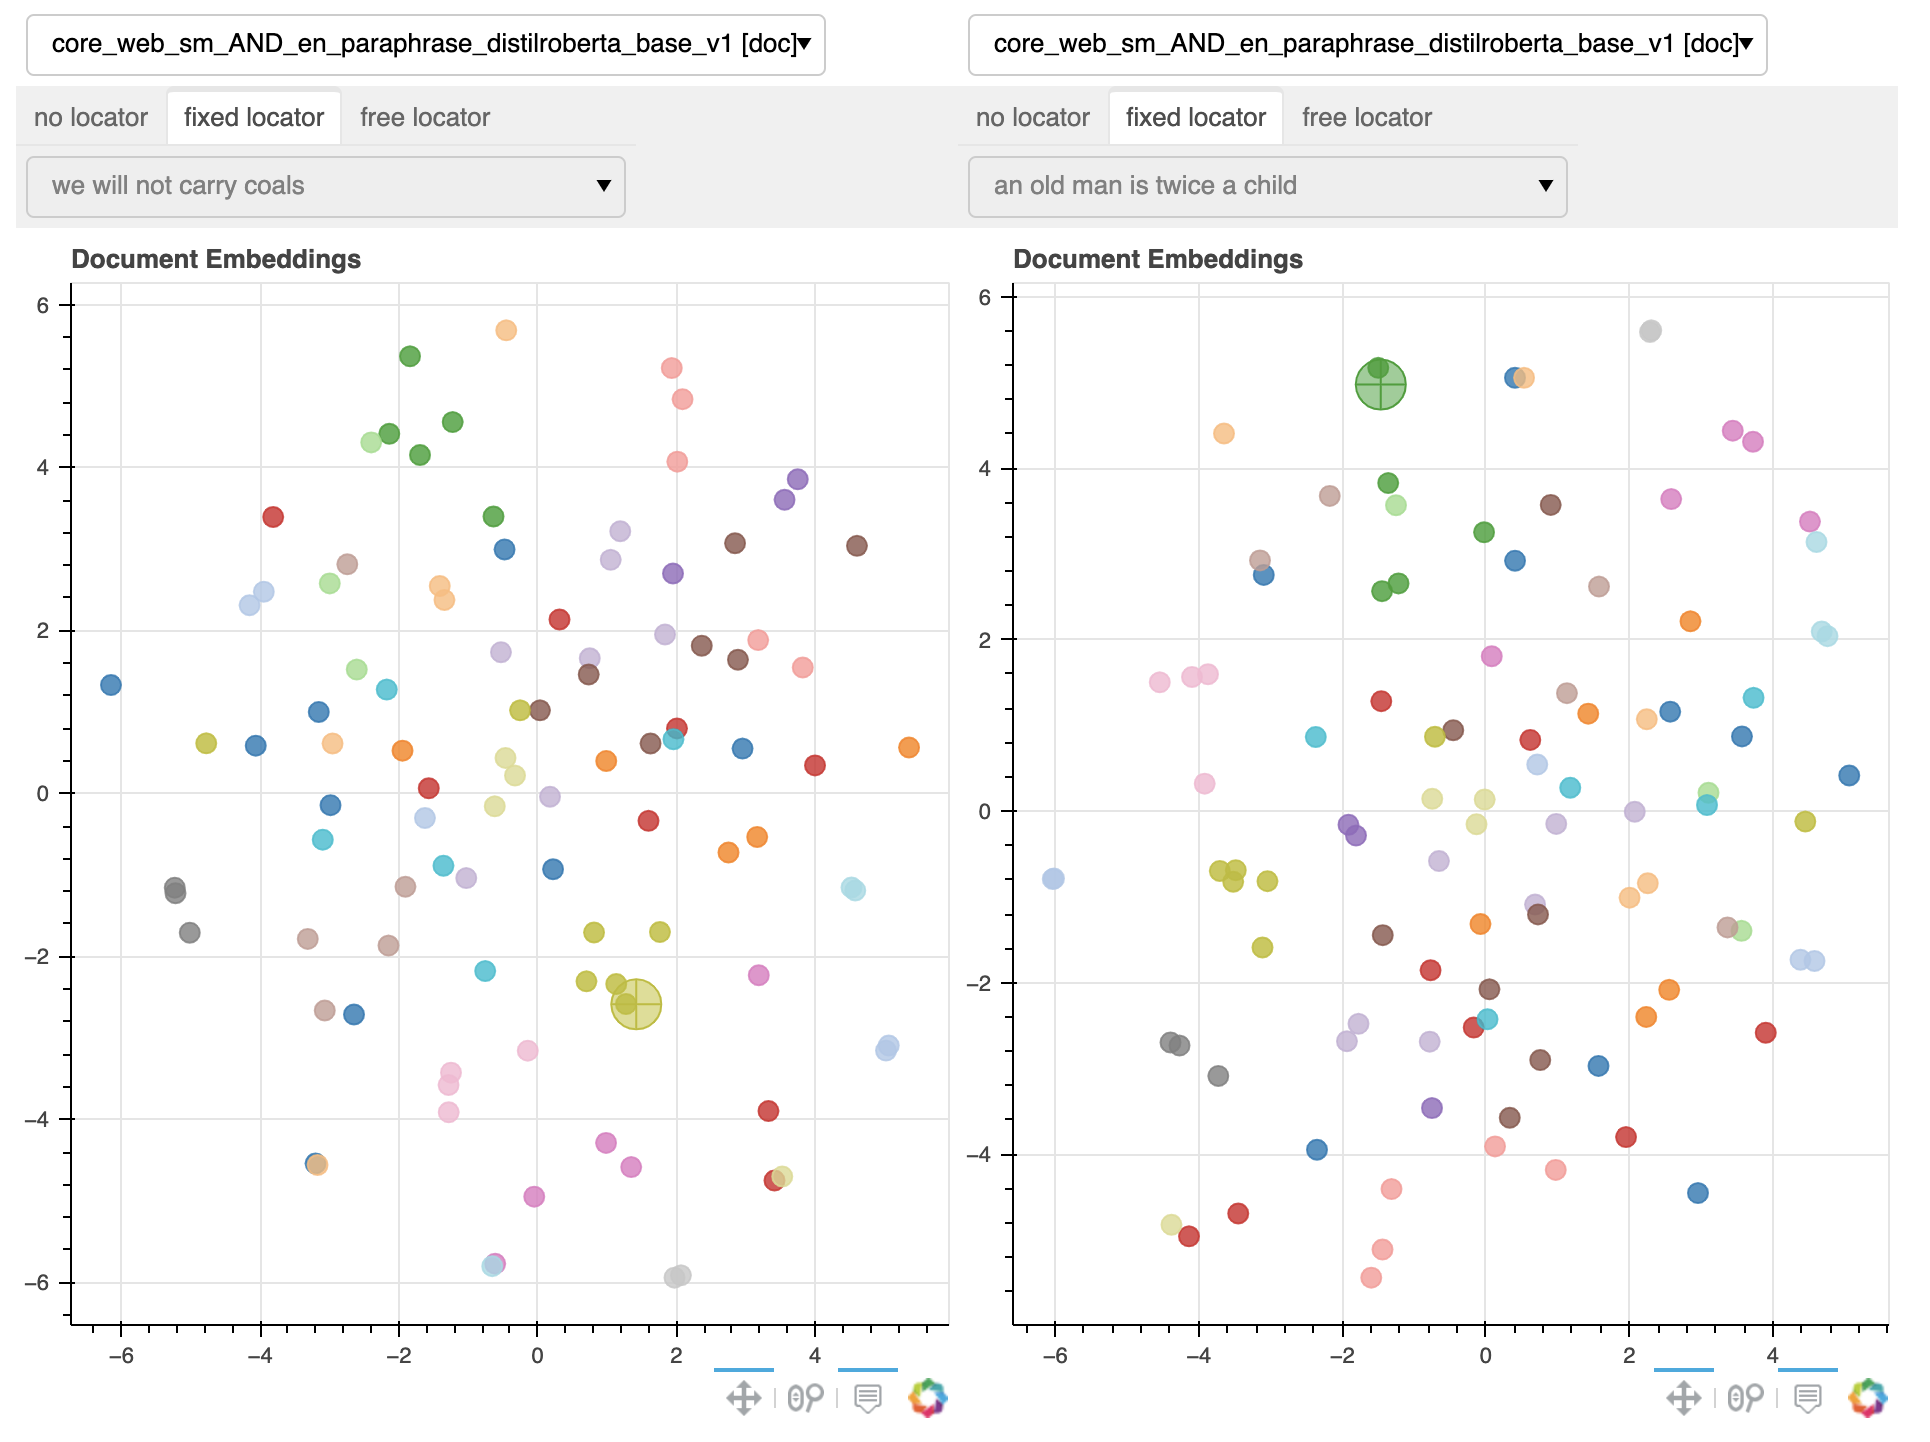 core_web_sm_AND_en_paraphrase_distilroberta_base_v1 [doc]
no locator fixed locator free locator
we will not carry coals
Document Embeddings
6
4
2
0
−2
−4
−6
−6 −4 −2 0 2 4
core_web_sm_AND_en_paraphrase_distilroberta_base_v1 [doc]
no locator fixed locator free locator
an old man is twice a child
Document Embeddings
6
4
2
0
−2
−4
−6 −4 −2 0 2 4